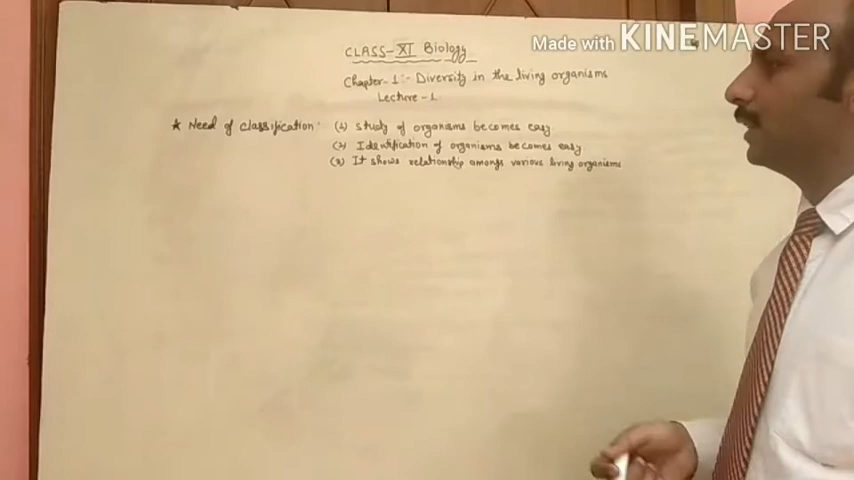 Made with KINEMASTER
CLASS-XI Biology
Chapter-1:- Diversity in the living organisms
Lecture-1
★ Need of classification: (1) study of organisms becomes easy
(2) Identification of organisms becomes easy
(3) It shows relationship amongs various living organisms